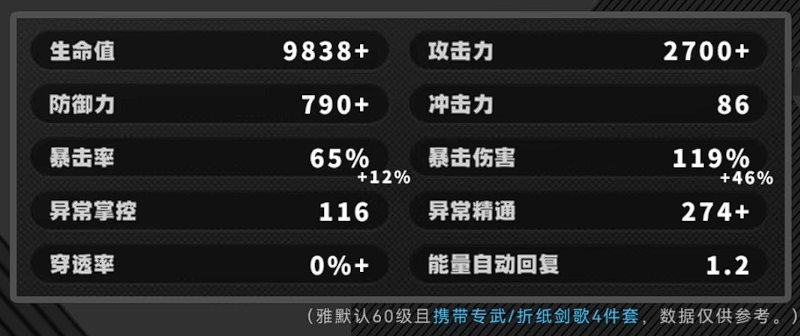 生命值 9838+ 攻击力 2700+
防御力 790+ 冲击力 86
暴击率 65% 暴击伤害 119%
+12% +46%
异常掌控 116 异常精通 274+
穿透率 0%+ 能量自动回复 1.2
（雅默认60级且携带专武/折纸剑歌4件套，数据仅供参考。）